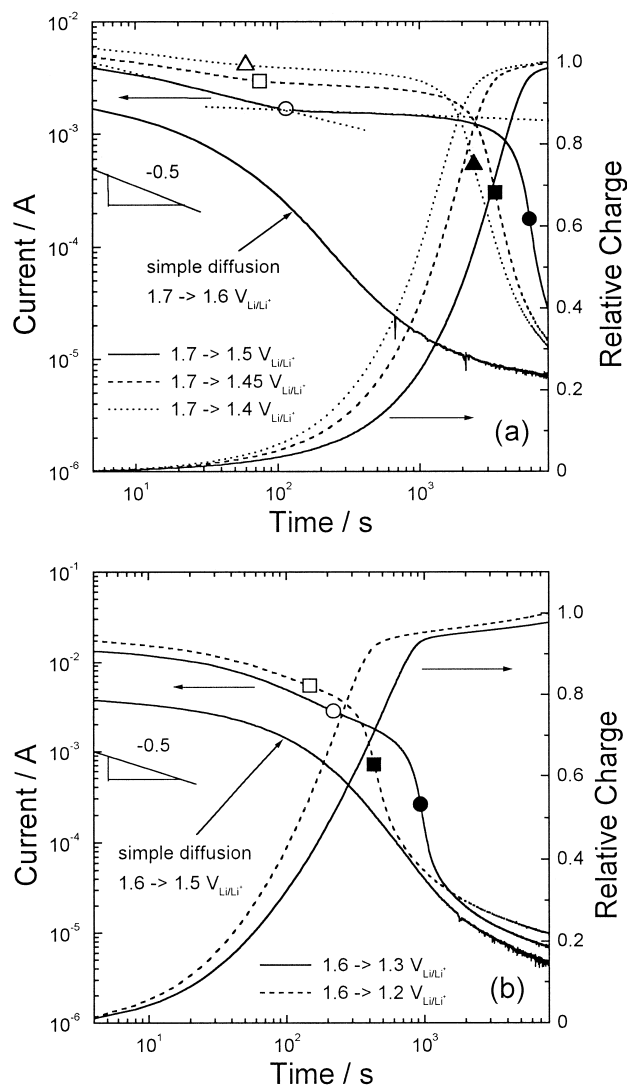 10⁻²
10⁻³
10⁻⁴
10⁻⁵
10⁻⁶
Current / A
-0.5
simple diffusion
1.7 -> 1.6 V_Li/Li⁺
1.7 -> 1.5 V_Li/Li⁺
1.7 -> 1.45 V_Li/Li⁺
1.7 -> 1.4 V_Li/Li⁺
(a)
1.0
0.8
0.6
0.4
0.2
0
Relative Charge
10¹ 10² 10³
Time / s
10⁻¹
10⁻²
10⁻³
10⁻⁴
10⁻⁵
10⁻⁶
Current / A
-0.5
simple diffusion
1.6 -> 1.5 V_Li/Li⁺
1.6 -> 1.3 V_Li/Li⁺
1.6 -> 1.2 V_Li/Li⁺
(b)
1.0
0.8
0.6
0.4
0.2
0
Relative Charge
10¹ 10² 10³
Time / s